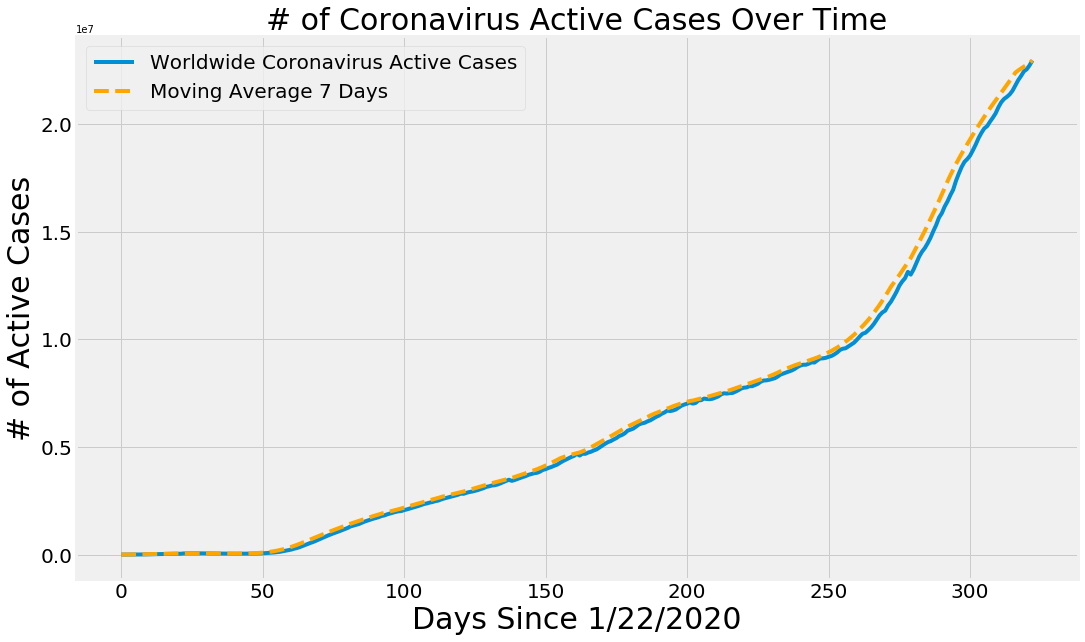 # of Coronavirus Active Cases Over Time
1e7
Worldwide Coronavirus Active Cases
Moving Average 7 Days
2.0
1.5
1.0
0.5
0.0
# of Active Cases
0 50 100 150 200 250 300
Days Since 1/22/2020